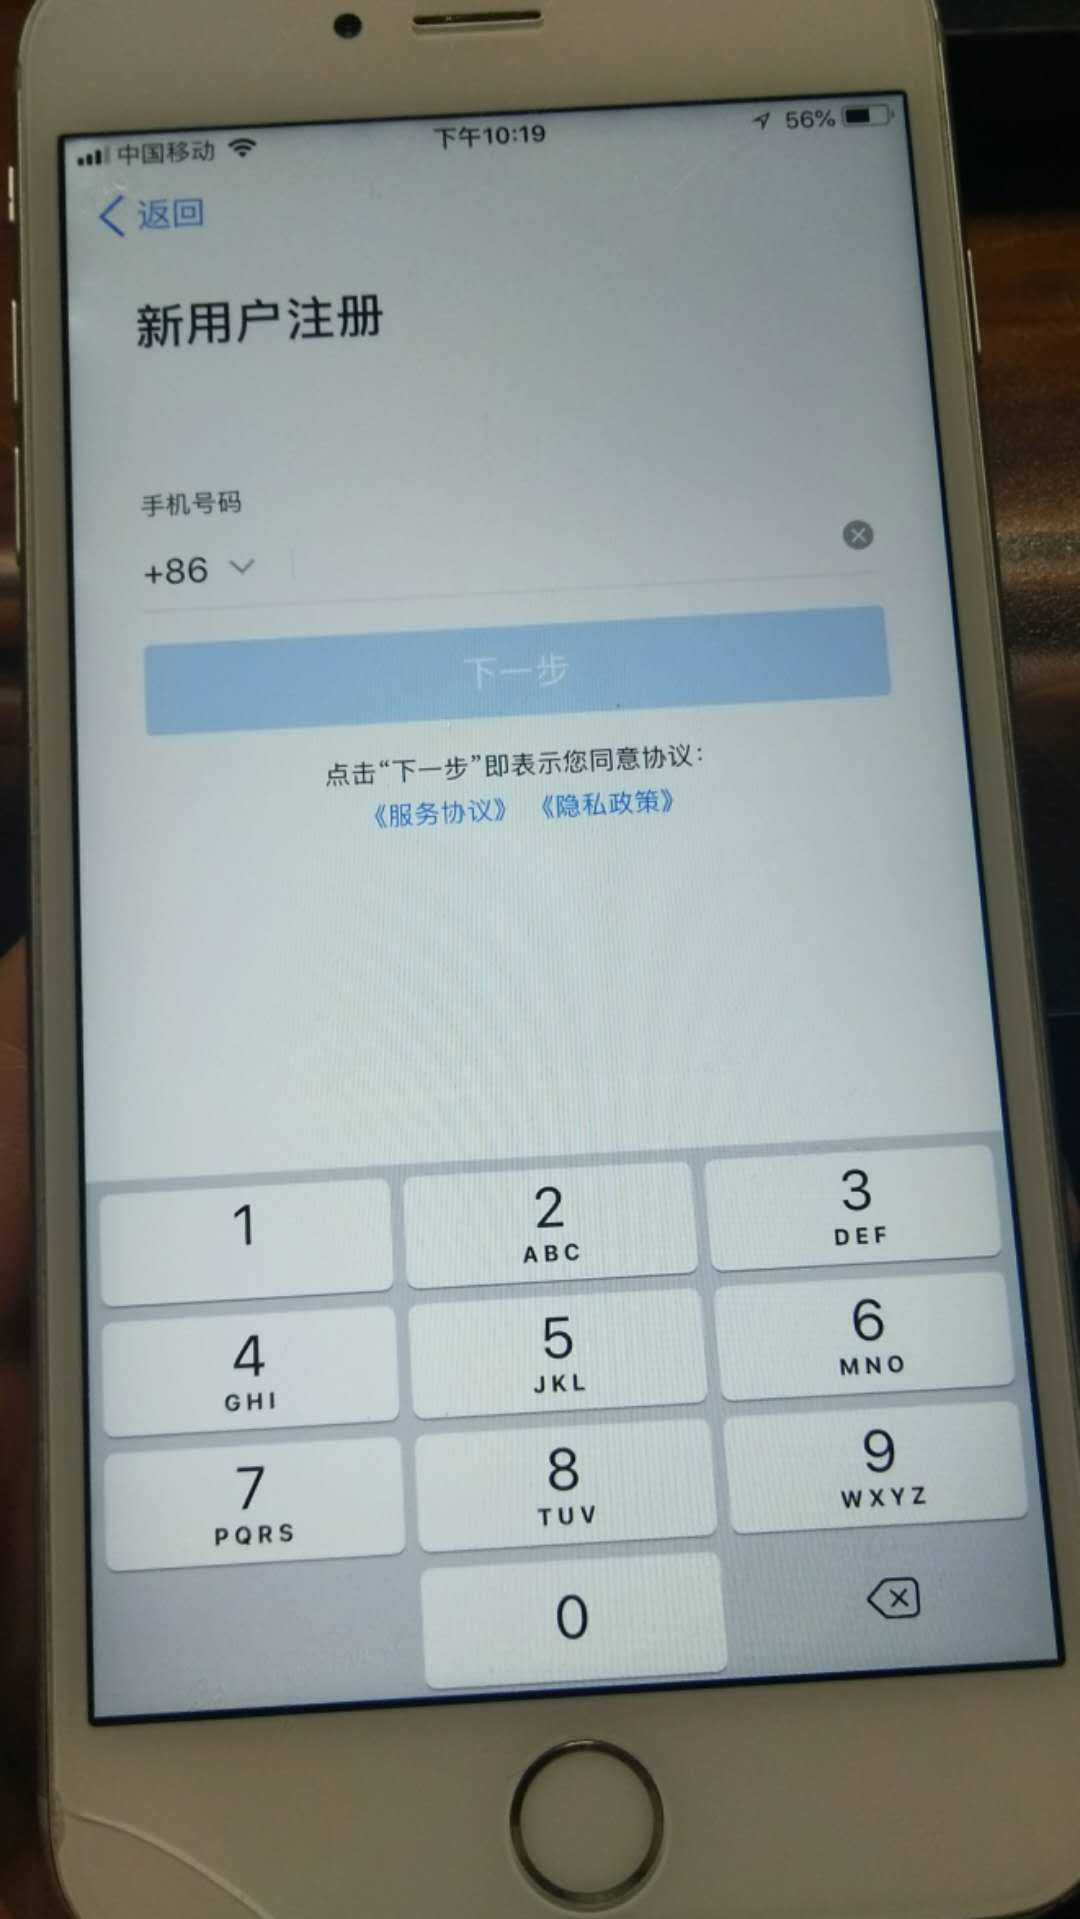 中国移动 下午10:19 56%
返回
新用户注册
手机号码
+86
下一步
点击“下一步”即表示您同意协议：
《服务协议》 《隐私政策》
1 2 3
ABC DEF
4 5 6
GHI JKL MNO
7 8 9
PQRS TUV WXYZ
0